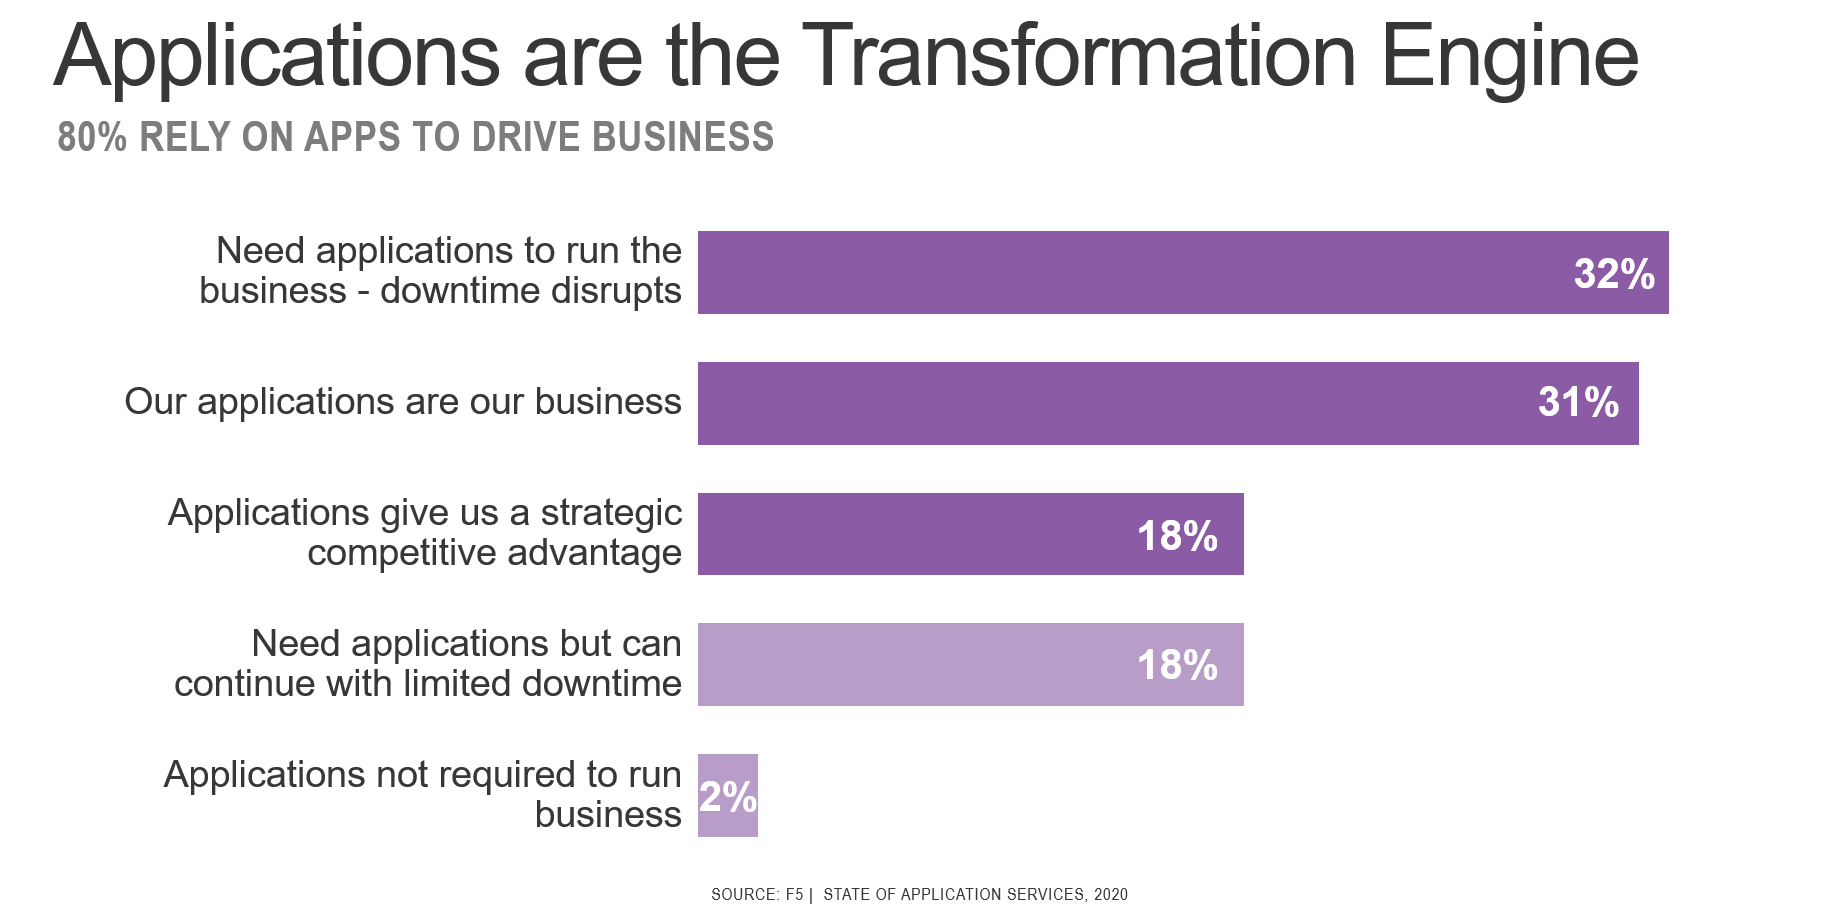 Applications are the Transformation Engine
80% RELY ON APPS TO DRIVE BUSINESS
Need applications to run the
business - downtime disrupts
32%
Our applications are our business
31%
Applications give us a strategic
competitive advantage
18%
Need applications but can
continue with limited downtime
18%
Applications not required to run
business
2%
SOURCE: F5 | STATE OF APPLICATION SERVICES, 2020